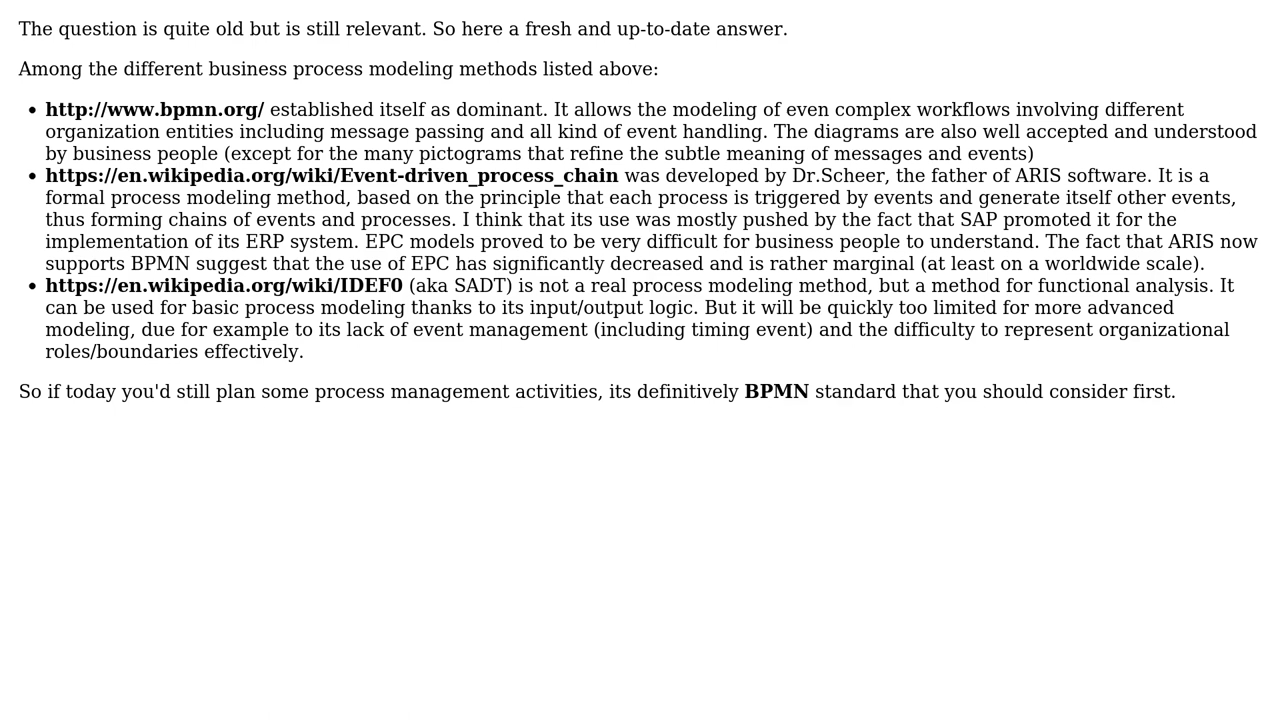 The question is quite old but is still relevant. So here a fresh and up-to-date answer.
Among the different business process modeling methods listed above:
• http://www.bpmn.org/ established itself as dominant. It allows the modeling of even complex workflows involving different
organization entities including message passing and all kind of event handling. The diagrams are also well accepted and understood
by business people (except for the many pictograms that refine the subtle meaning of messages and events)
• https://en.wikipedia.org/wiki/Event-driven_process_chain was developed by Dr.Scheer, the father of ARIS software. It is a
formal process modeling method, based on the principle that each process is triggered by events and generate itself other events,
thus forming chains of events and processes. I think that its use was mostly pushed by the fact that SAP promoted it for the
implementation of its ERP system. EPC models proved to be very difficult for business people to understand. The fact that ARIS now
supports BPMN suggest that the use of EPC has significantly decreased and is rather marginal (at least on a worldwide scale).
• https://en.wikipedia.org/wiki/IDEF0 (aka SADT) is not a real process modeling method, but a method for functional analysis. It
can be used for basic process modeling thanks to its input/output logic. But it will be quickly too limited for more advanced
modeling, due for example to its lack of event management (including timing event) and the difficulty to represent organizational
roles/boundaries effectively.
So if today you'd still plan some process management activities, its definitively BPMN standard that you should consider first.